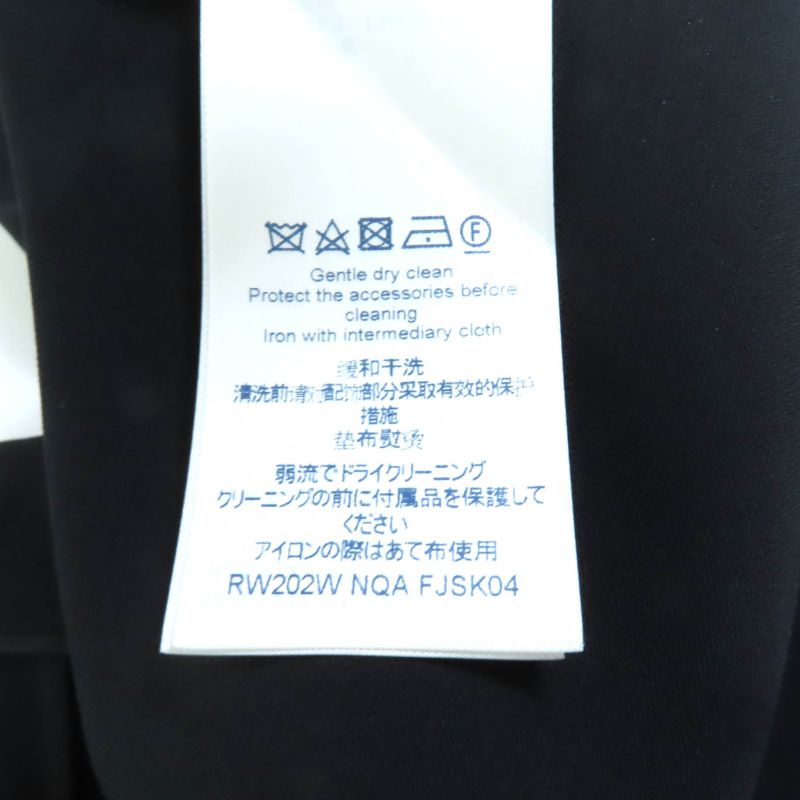 F
Gentle dry clean
Protect the accessories before
cleaning
Iron with intermediary cloth
缓和干洗
清洗前请对配饰部分采取有效的保护
措施
垫布熨烫
弱流でドライクリーニング
クリーニングの前に付属品を保護して
ください
アイロンの際はあて布使用
RW202W NQA FJSK04